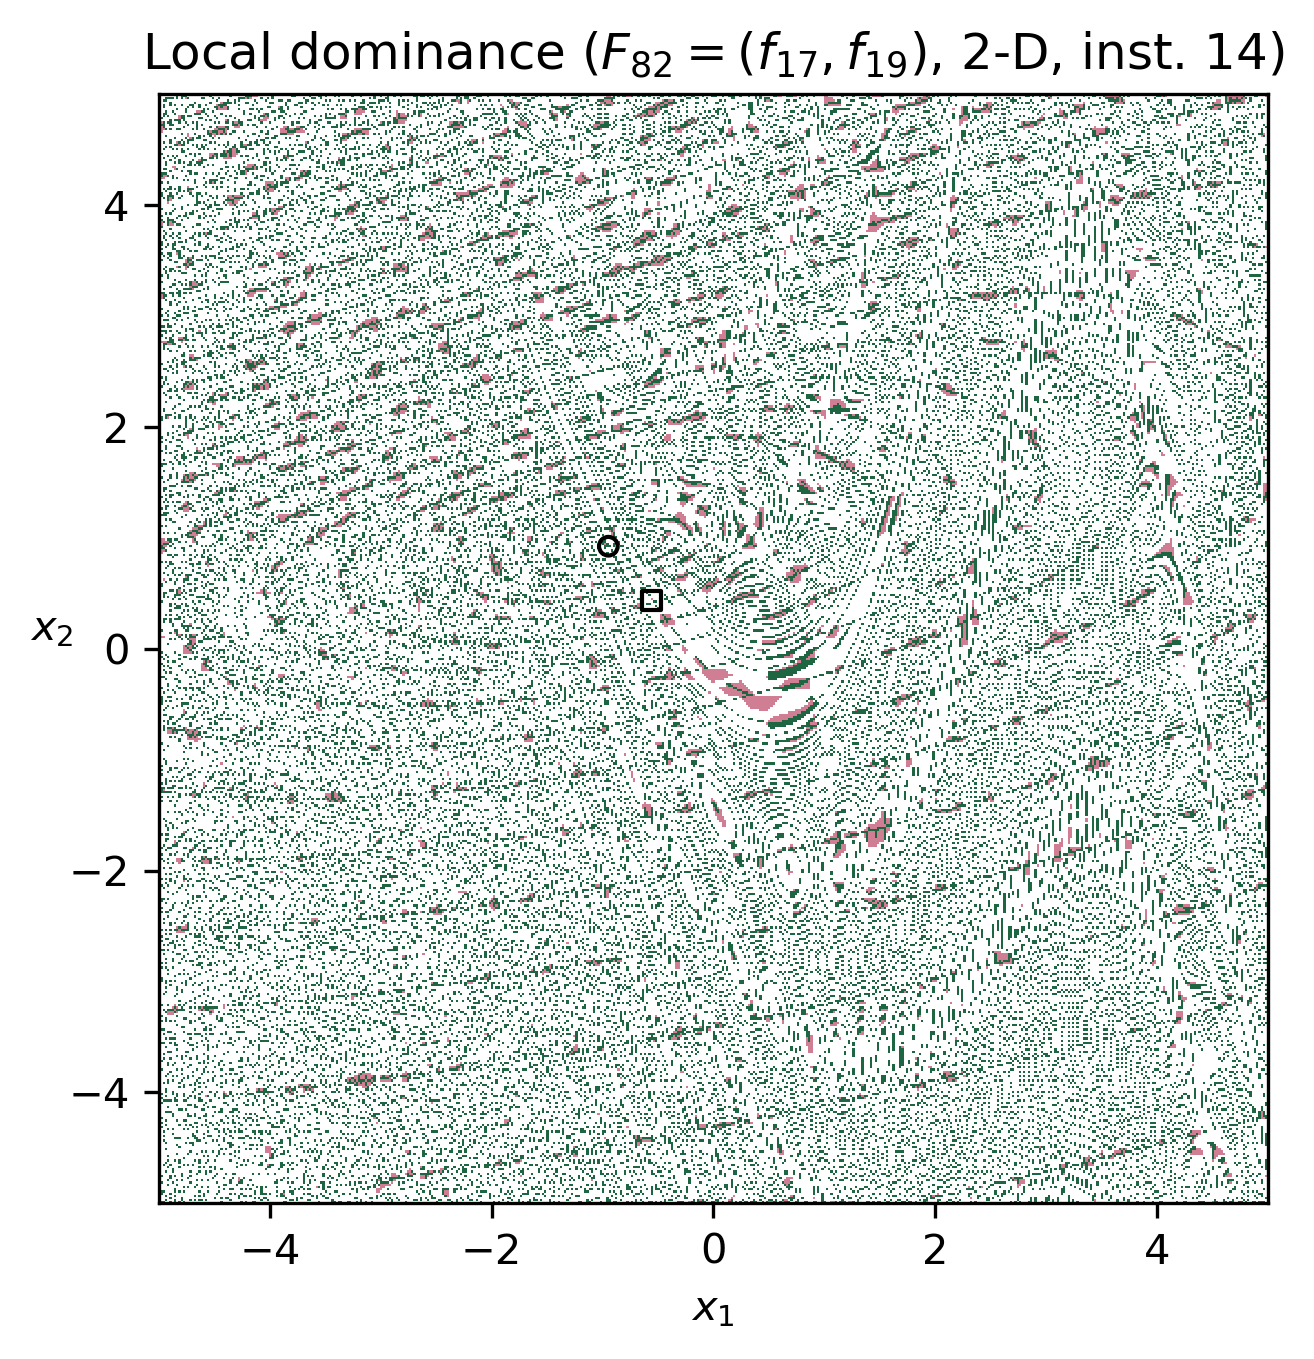 Local dominance (F₈₂ = (f₁₇, f₁₉), 2-D, inst. 14)
4
2
0
−2
−4
x₂
−4 −2 0 2 4
x₁